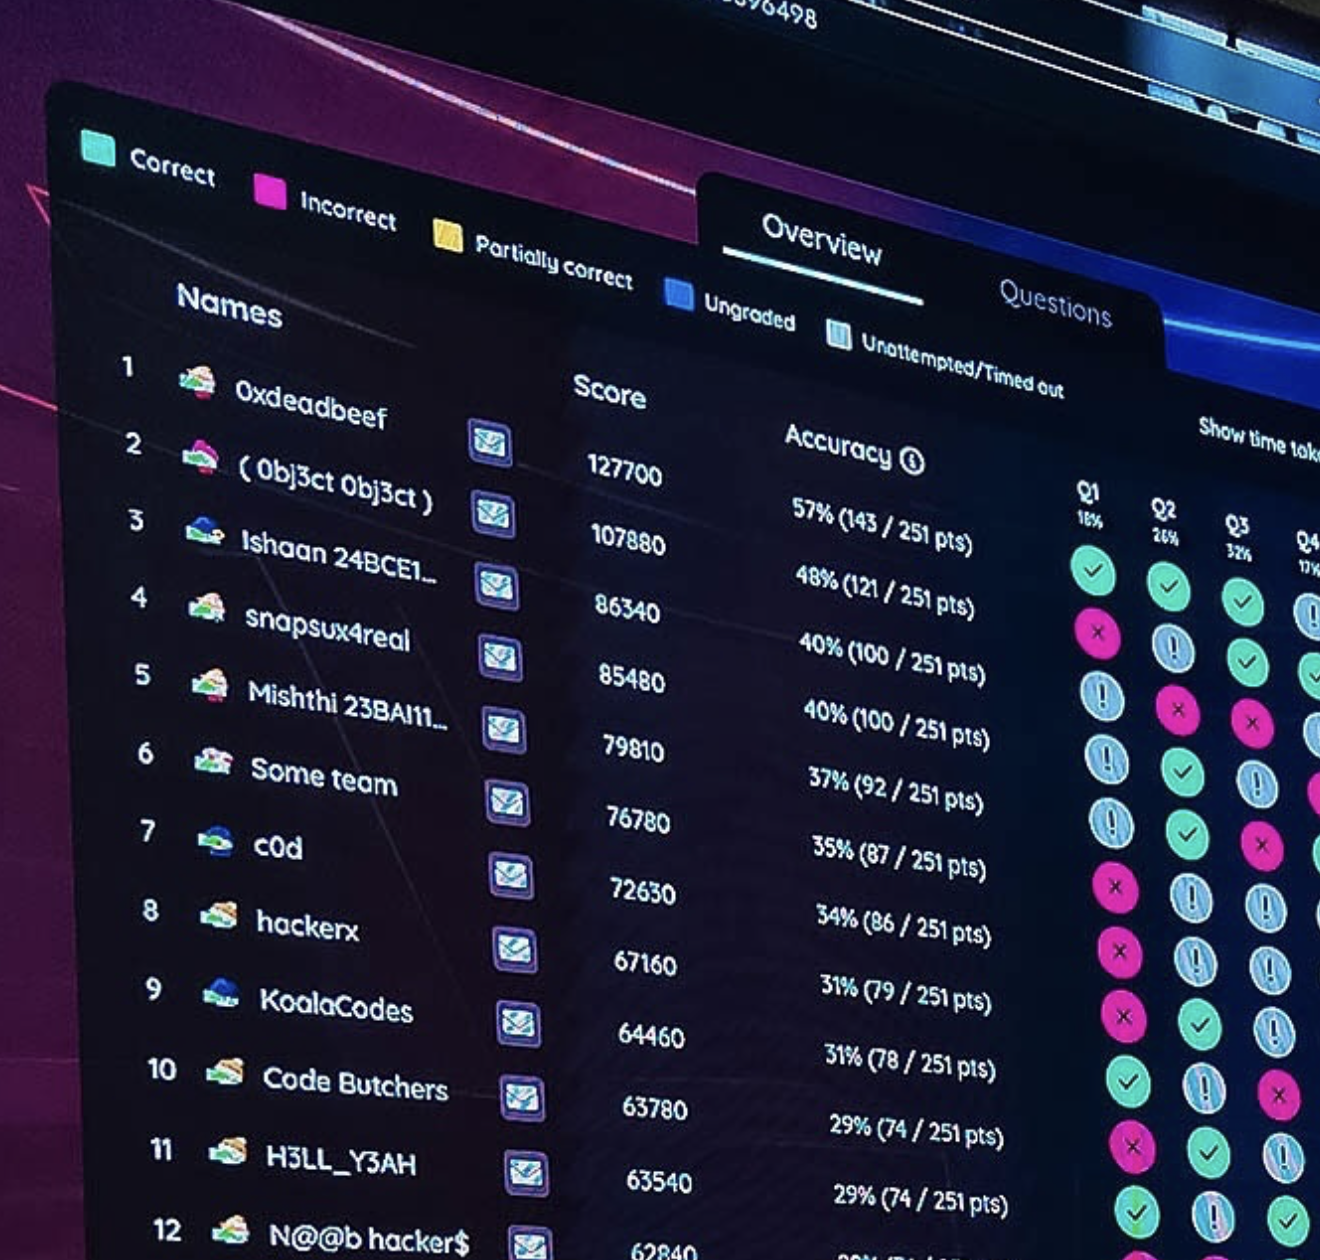 96498
Correct Incorrect Partially correct Ungraded Unattempted/Timed out
Overview Questions
Show time
Names Score Accuracy Q1 Q2 Q3 Q4
18% 26% 32%
1 0xdeadbeef 127700 57% (143 / 251 pts)
2 ( 0bj3ct 0bj3ct ) 107880 48% (121 / 251 pts)
3 Ishaan 24BCE1... 86340 40% (100 / 251 pts)
4 snapsux4real 85480 40% (100 / 251 pts)
5 Mishthi 23BAI11... 79810 37% (92 / 251 pts)
6 Some team 76780 35% (87 / 251 pts)
7 c0d 72630 34% (86 / 251 pts)
8 hackerx 67160 31% (79 / 251 pts)
9 KoalaCodes 64460 31% (78 / 251 pts)
10 Code Butchers 63780 29% (74 / 251 pts)
11 H3LL_Y3AH 63540 29% (74 / 251 pts)
12 N@@b hacker$ 62840